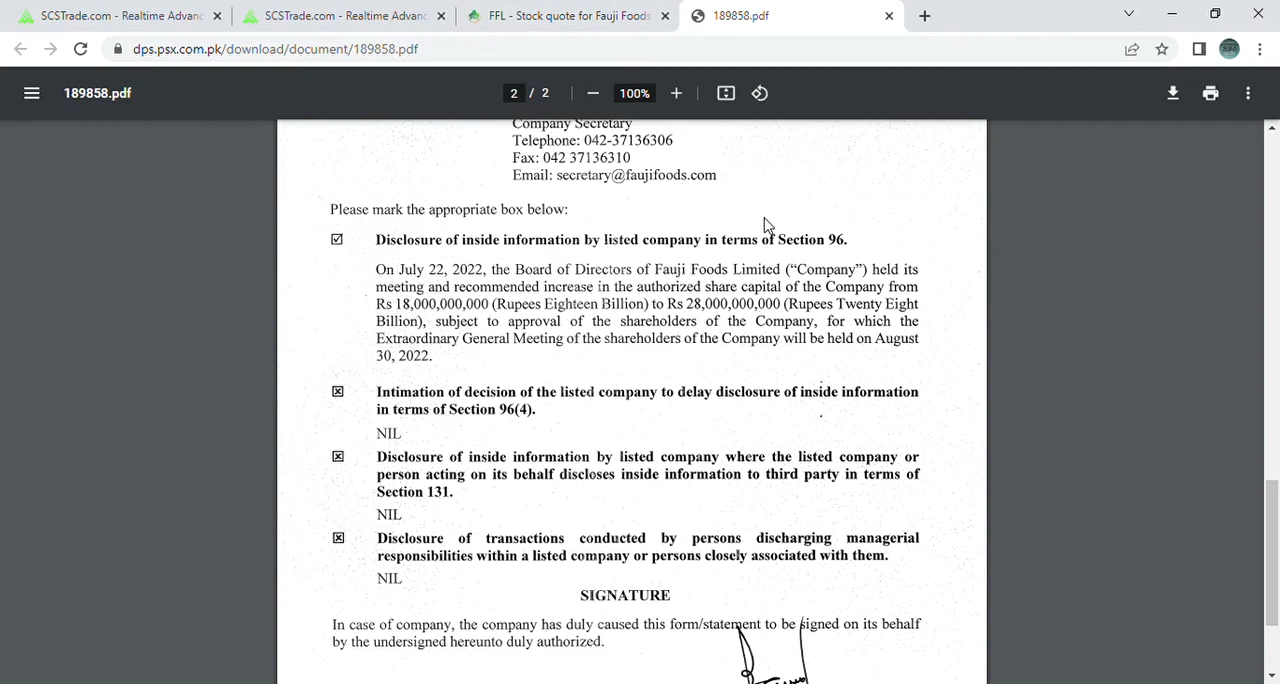 SCSTrade.com - Realtime Advanc
SCSTrade.com - Realtime Advanc
FFL - Stock quote for Fauji Foods
189858.pdf
dps.psx.com.pk/download/document/189858.pdf
189858.pdf
2 / 2
100%
Company Secretary
Telephone: 042-37136306
Fax: 042 37136310
Email: secretary@faujifoods.com
Please mark the appropriate box below:
Disclosure of inside information by listed company in terms of Section 96.
On July 22, 2022, the Board of Directors of Fauji Foods Limited (“Company”) held its
meeting and recommended increase in the authorized share capital of the Company from
Rs 18,000,000,000 (Rupees Eighteen Billion) to Rs 28,000,000,000 (Rupees Twenty Eight
Billion), subject to approval of the shareholders of the Company, for which the
Extraordinary General Meeting of the shareholders of the Company will be held on August
30, 2022.
Intimation of decision of the listed company to delay disclosure of inside information
in terms of Section 96(4).
NIL
Disclosure of inside information by listed company where the listed company or
person acting on its behalf discloses inside information to third party in terms of
Section 131.
NIL
Disclosure of transactions conducted by persons discharging managerial
responsibilities within a listed company or persons closely associated with them.
NIL
SIGNATURE
In case of company, the company has duly caused this form/statement to be signed on its behalf
by the undersigned hereunto duly authorized.